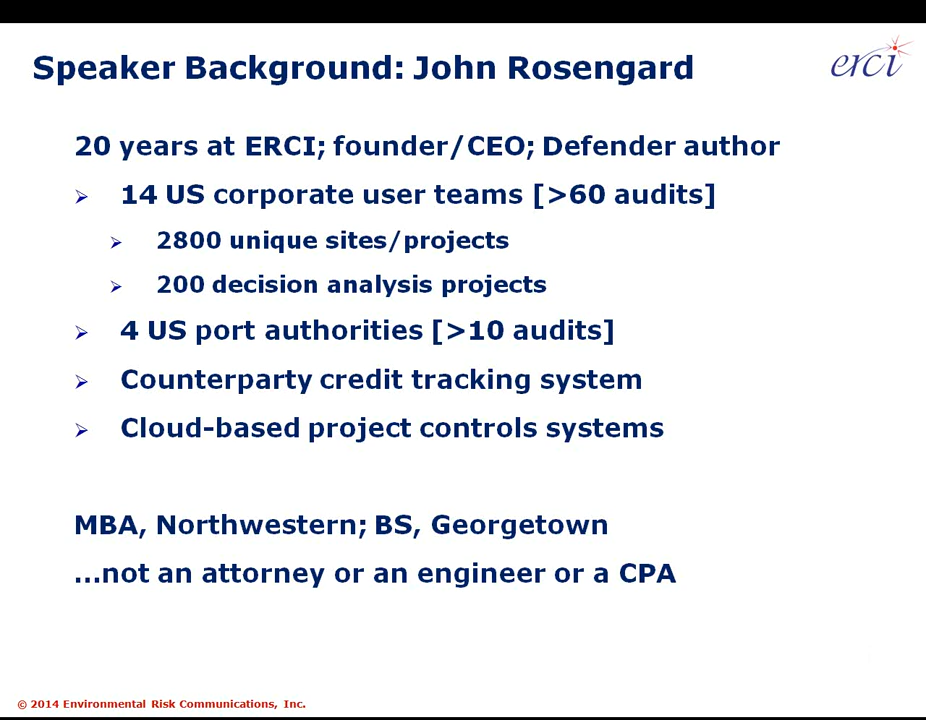 Speaker Background: John Rosengard
erci
20 years at ERCI; founder/CEO; Defender author
14 US corporate user teams [>60 audits]
2800 unique sites/projects
200 decision analysis projects
4 US port authorities [>10 audits]
Counterparty credit tracking system
Cloud-based project controls systems
MBA, Northwestern; BS, Georgetown
...not an attorney or an engineer or a CPA
© 2014 Environmental Risk Communications, Inc.